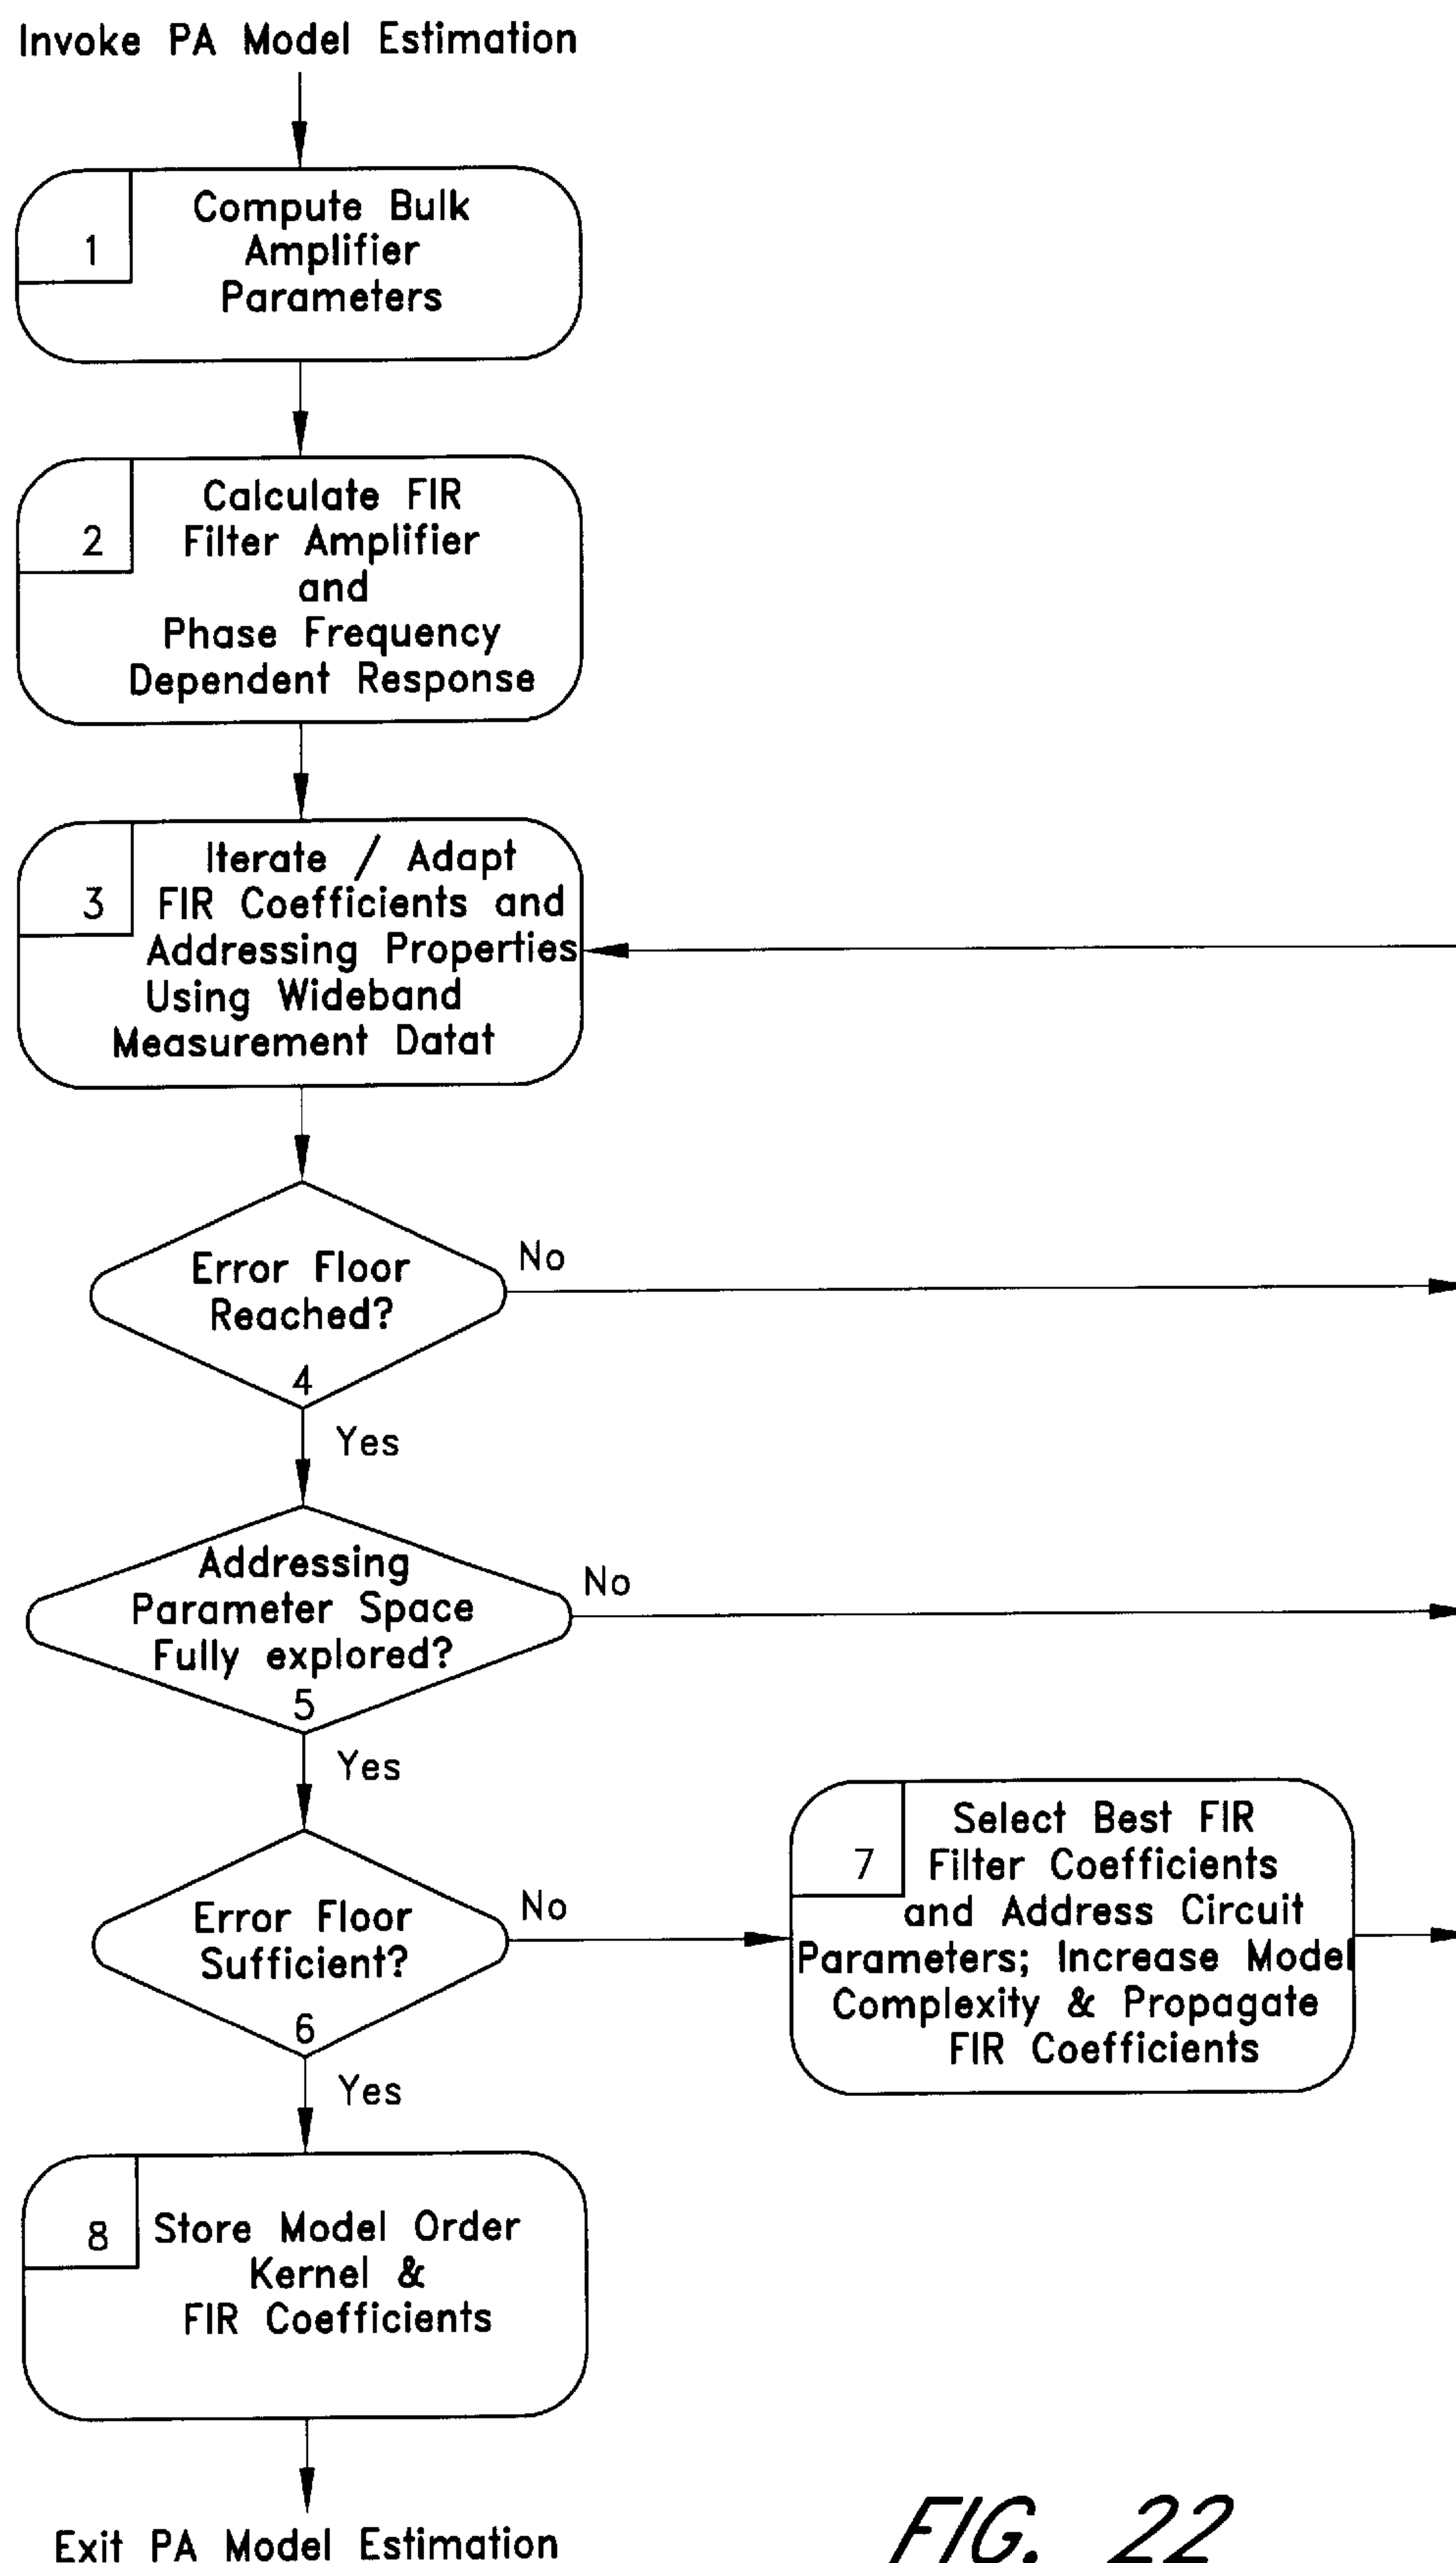 Invoke PA Model Estimation
1
Compute Bulk
Amplifier
Parameters
2
Calculate FIR
Filter Amplifier
and
Phase Frequency
Dependent Response
3
Iterate / Adapt
FIR Coefficients and
Addressing Properties
Using Wideband
Measurement Datat
Error Floor
Reached?
4
No
Yes
Addressing
Parameter Space
Fully explored?
5
No
Yes
Error Floor
Sufficient?
6
No
Yes
7
Select Best FIR
Filter Coefficients
and Address Circuit
Parameters; Increase Model
Complexity & Propagate
FIR Coefficients
8
Store Model Order
Kernel &
FIR Coefficients
Exit PA Model Estimation
FIG. 22